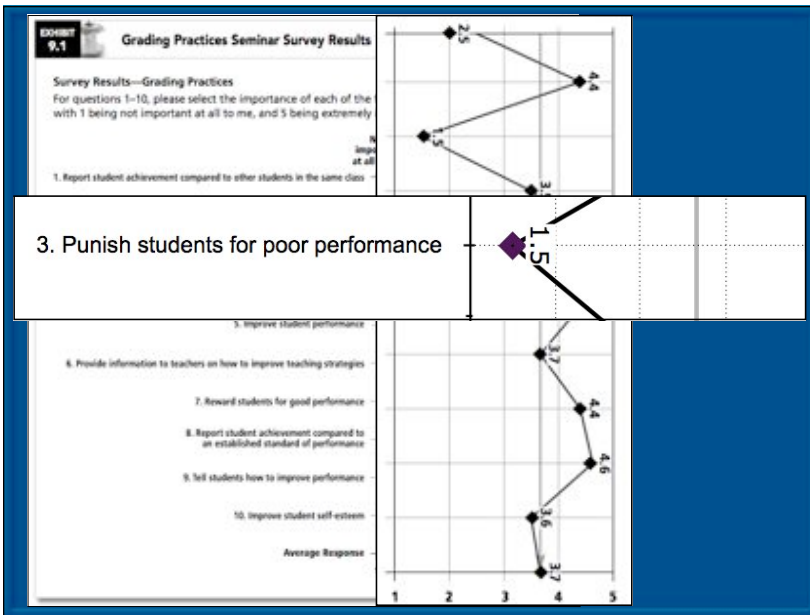 EXHIBIT
9.1
Grading Practices Seminar Survey Results
Survey Results—Grading Practices
For questions 1–10, please select the importance of each of the
with 1 being not important at all to me, and 5 being extremely
N
impo
at all
1. Report student achievement compared to other students in the same class
2.5
4.4
1.5
3. Punish students for poor performance
1.5
5. Improve student performance
6. Provide information to teachers on how to improve teaching strategies
3.7
7. Reward students for good performance
4.4
8. Report student achievement compared to
an established standard of performance
4.6
9. Tell students how to improve performance
10. Improve student self-esteem
3.6
Average Response
3.7
1 2 3 4 5